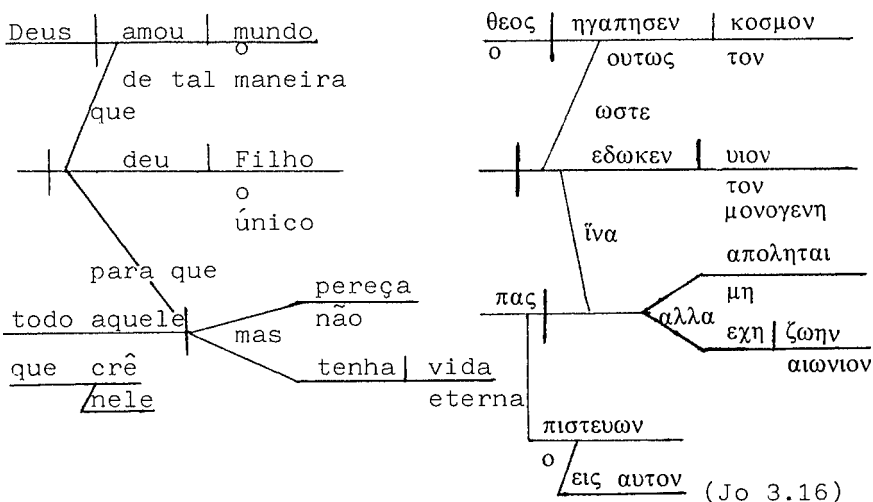 Deus amou mundo
o
de tal maneira
que
deu Filho
o
único
para que
pereça
todo aquele mas não
que crê tenha vida
nele eterna
θεος ηγαπησεν κοσμον
ο ουτως τον
ωστε
εδωκεν υιον
τον
μονογενη
ἵνα
αποληται
πας μη
αλλα
εχη ζωην
αιωνιον
πιστευων
ο
εις αυτον (Jo 3.16)